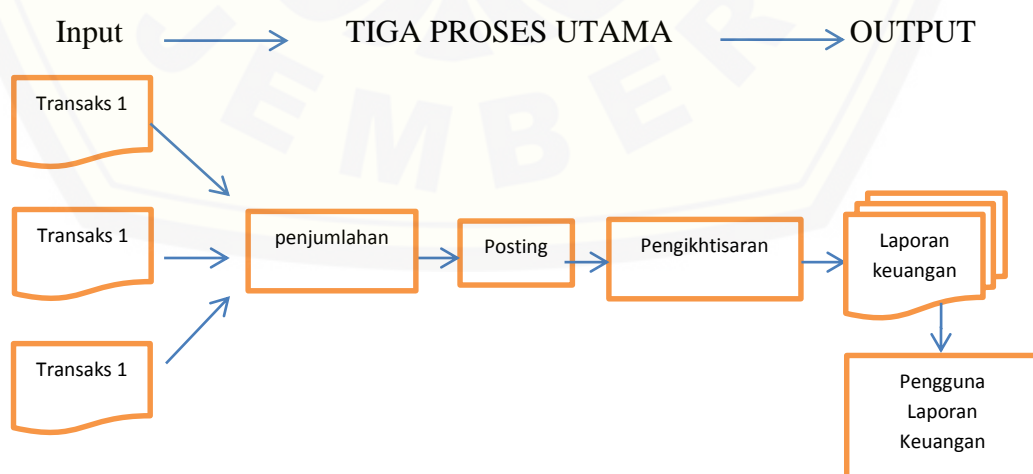 Input TIGA PROSES UTAMA OUTPUT
Transaks 1
Transaks 1
Transaks 1
penjumlahan
Posting
Pengikhtisaran
Laporan
keuangan
Pengguna
Laporan
Keuangan
JEMBER